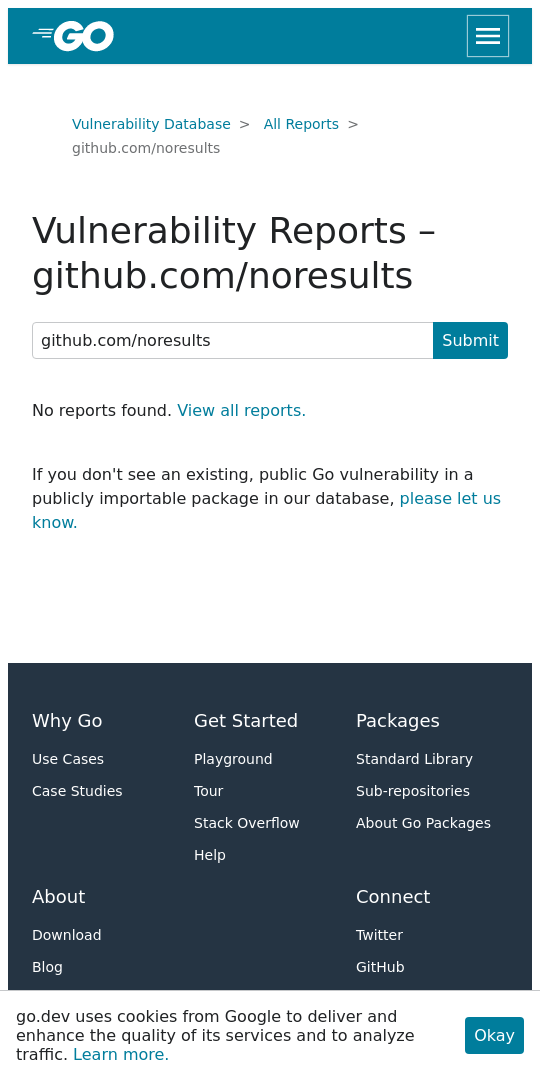 GO
Vulnerability Database > All Reports >
github.com/noresults
Vulnerability Reports –
github.com/noresults
github.com/noresults Submit
No reports found. View all reports.
If you don't see an existing, public Go vulnerability in a
publicly importable package in our database, please let us
know.
Why Go Get Started Packages
Use Cases Playground Standard Library
Case Studies Tour Sub-repositories
Stack Overflow About Go Packages
Help
About Connect
Download Twitter
Blog GitHub
go.dev uses cookies from Google to deliver and
enhance the quality of its services and to analyze
traffic. Learn more.
Okay